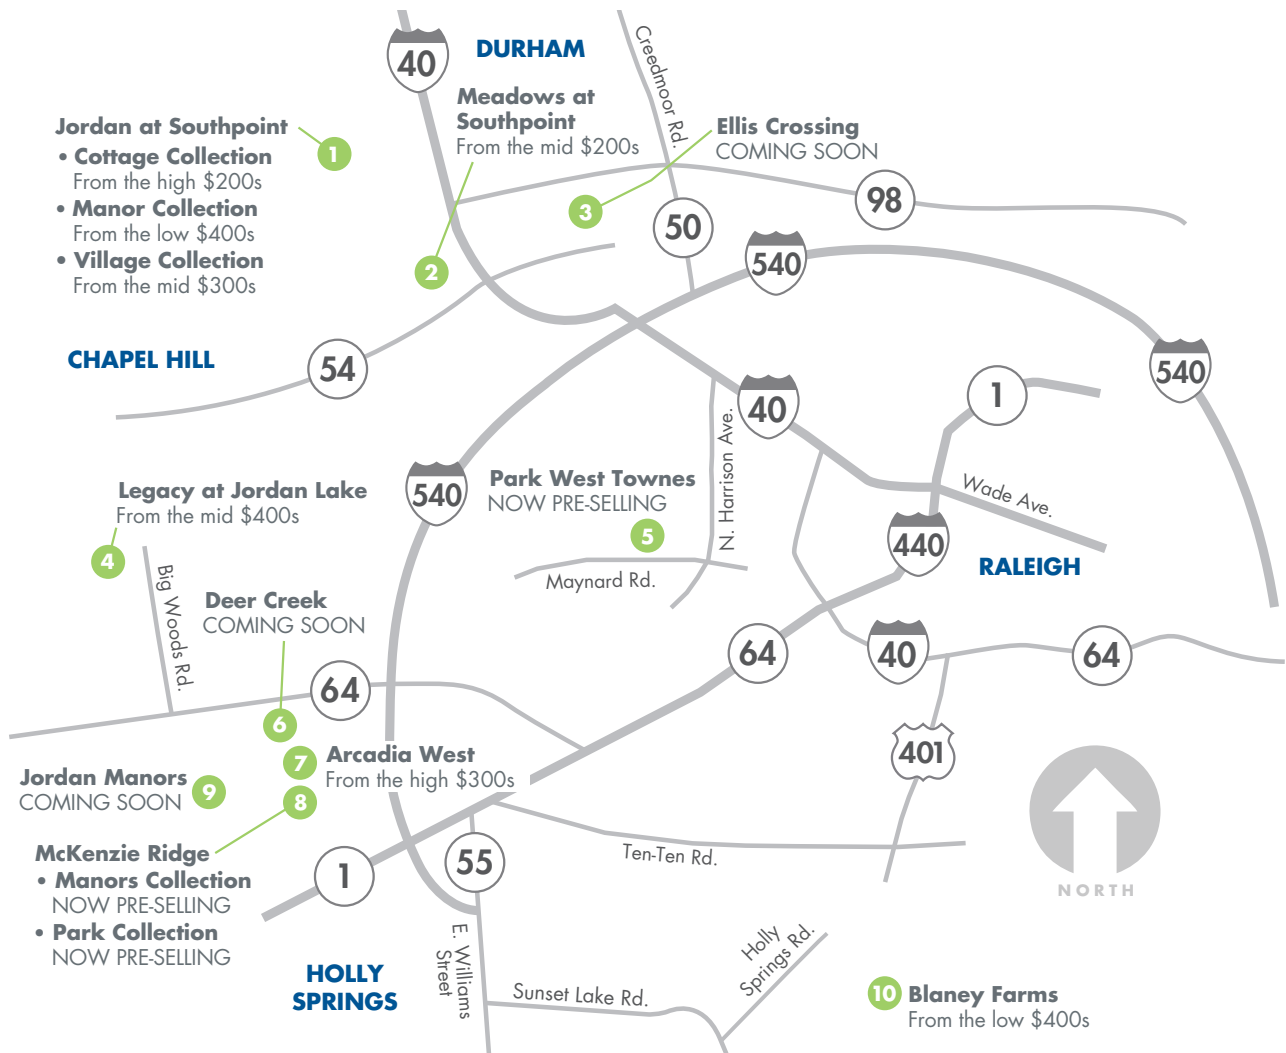 40
DURHAM
Creedmoor Rd.
Meadows at
Southpoint
From the mid $200s
Jordan at Southpoint
• Cottage Collection
From the high $200s
• Manor Collection
From the low $400s
• Village Collection
From the mid $300s
1
Ellis Crossing
COMING SOON
3
98
50
2
540
CHAPEL HILL
54
540
1
40
N. Harrison Ave.
Legacy at Jordan Lake
From the mid $400s
540
Park West Townes
NOW PRE-SELLING
5
Wade Ave.
440
4
Big Woods Rd.
Maynard Rd.
RALEIGH
Deer Creek
COMING SOON
64
40
64
64
6
401
7
Arcadia West
From the high $300s
Jordan Manors
COMING SOON
9
8
McKenzie Ridge
• Manors Collection
NOW PRE-SELLING
• Park Collection
NOW PRE-SELLING
1
55
Ten-Ten Rd.
NORTH
E. Williams
Street
Holly
Springs Rd.
HOLLY
SPRINGS
Sunset Lake Rd.
10
Blaney Farms
From the low $400s